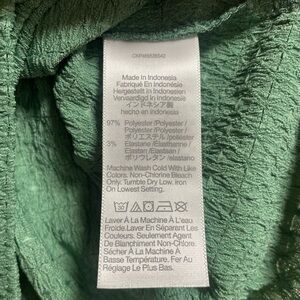 Made In Indonesia
Fabriqué En Indonésie
Hergestellt in Indonesien
Vervaardigd In Indonesië
インドネシア製
hecho en indonesia
97% Polyester/Polyester/
Polyester /Polyester /
ポリエステル /poliéster
3% Elastane/Elasthanne/
Elastan/Elastaan/
ポリウレタン /elastano
Machine Wash Cold With Like
Colors. Non-Chlorine Bleach
Only. Tumble Dry Low. iron
On Lowest Setting.
Laver À La Machine À L'eau
Froide.Laver En Séparant Les
Couleurs. Seulement Agent
De Blanchiment Non-Chlore.
Sécher À La Machine À
Basse Température. Fer Au
Réglage Le Plus Bas.